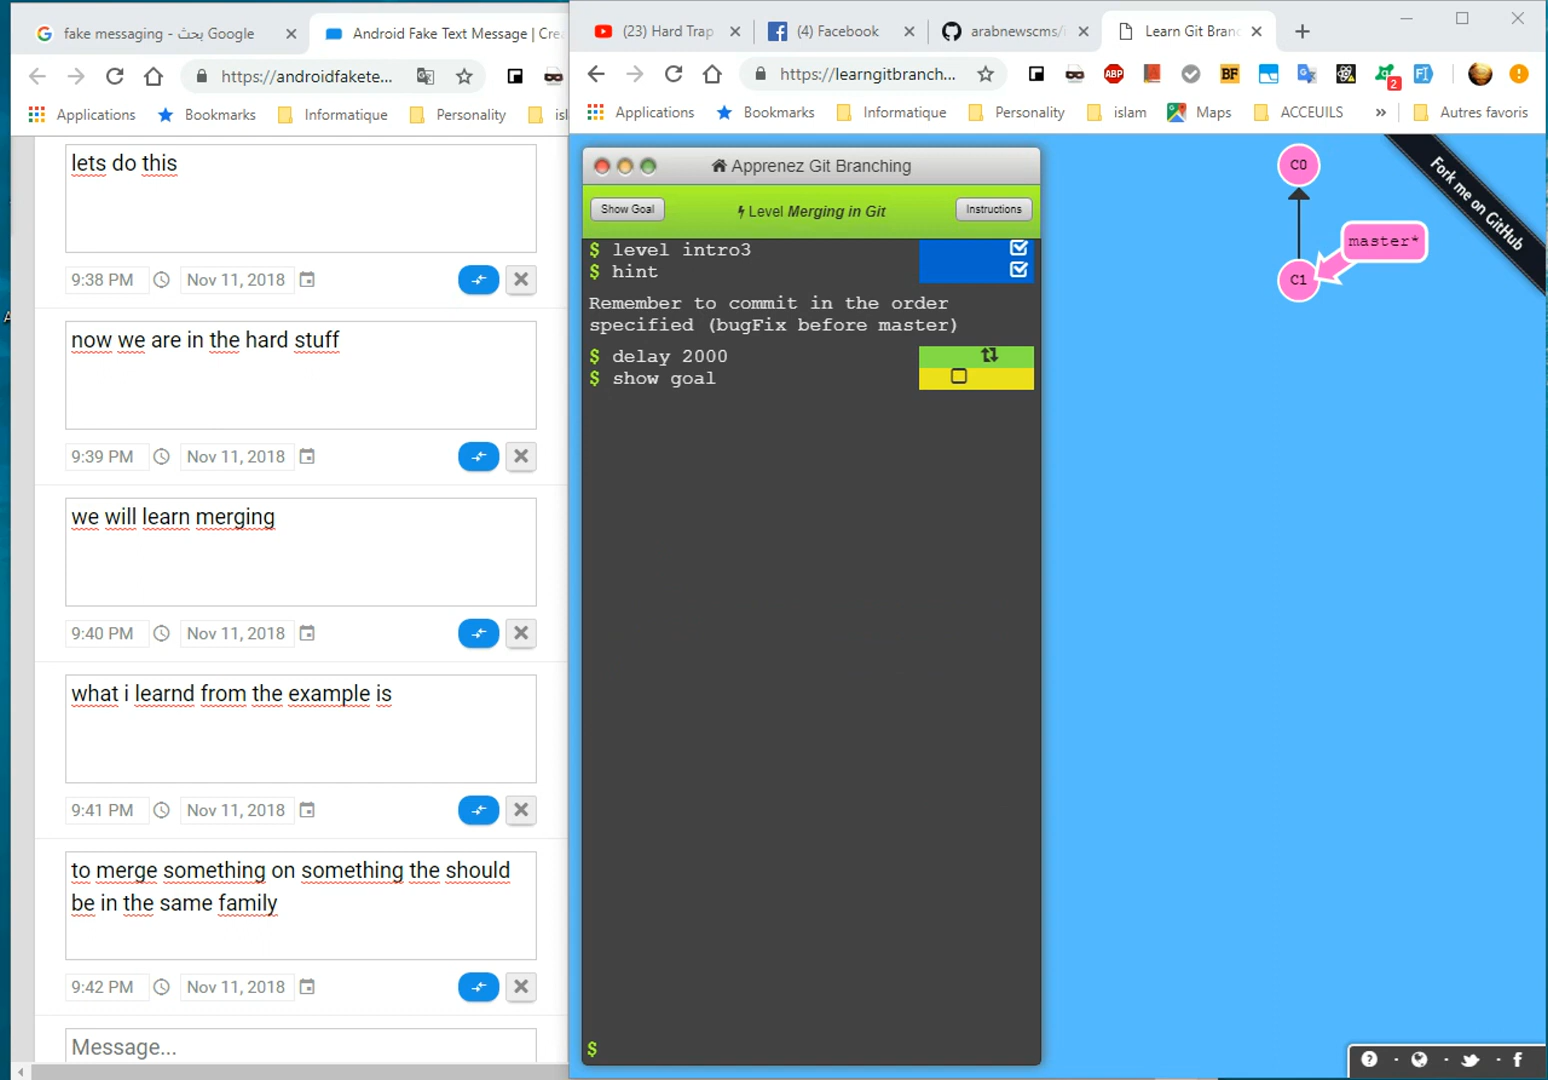 fake messaging - بحث Google
Android Fake Text Message | Cre
https://androidfakete...
Applications
Bookmarks
Informatique
Personality
isl
lets do this
9:38 PM
Nov 11, 2018
now we are in the hard stuff
9:39 PM
Nov 11, 2018
we will learn merging
9:40 PM
Nov 11, 2018
what i learnd from the example is
9:41 PM
Nov 11, 2018
to merge something on something the should
be in the same family
9:42 PM
Nov 11, 2018
Message...
(23) Hard Trap
(4) Facebook
arabnewscms/i
Learn Git Branc
https://learngitbranch...
ABP
BF
2
Applications
Bookmarks
Informatique
Personality
islam
Maps
ACCEUILS
»
Autres favoris
Apprenez Git Branching
Show Goal
Level Merging in Git
Instructions
$ level intro3
$ hint
Remember to commit in the order
specified (bugFix before master)
$ delay 2000
$ show goal
$
C0
master*
C1
Fork me on GitHub